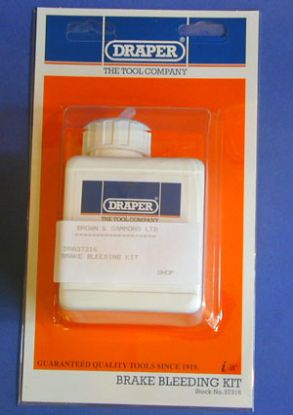 DRAPER
THE TOOL COMPANY
DRAPER
THE TOOL COMPANY
BROWN & GAMMONS LTD
DRA37316
BRAKE BLEEDING KIT
SHOP
GUARANTEED QUALITY TOOLS SINCE 1919.
BRAKE BLEEDING KIT
Stock No.37316